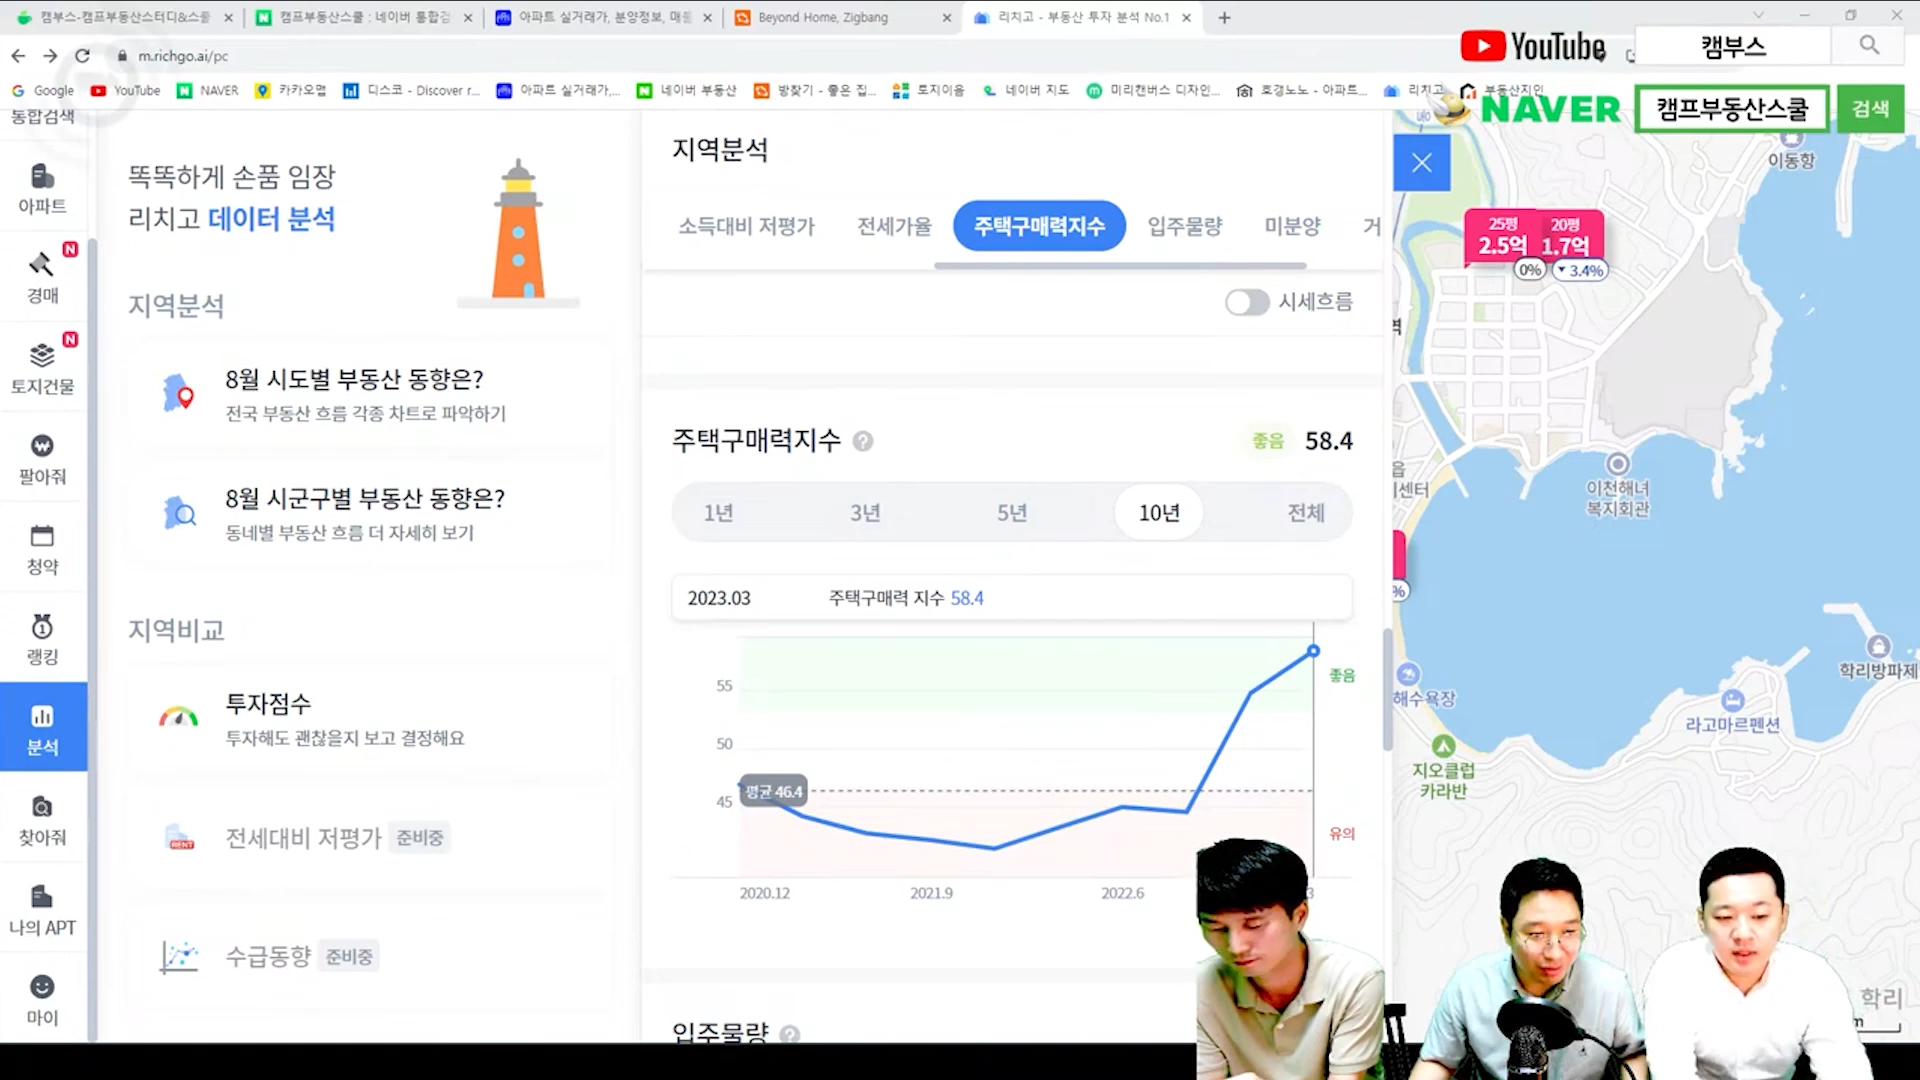 캠부스-캠프부동산스터디&스쿨
캠프부동산스쿨 : 네이버 통합검
아파트 실거래가, 분양정보, 매물
Beyond Home, Zigbang
리치고 - 부동산 투자 분석 No.1
m.richgo.ai/pc
YouTube
캠부스
Google
YouTube
NAVER
카카오맵
디스코 - Discover r...
아파트 실거래가,...
네이버 부동산
방찾기 - 좋은 집...
토지이음
네이버 지도
미리캔버스 디자인...
호갱노노 - 아파트...
리치고
부동산지인
NAVER
캠프부동산스쿨
검색
통합검색
아파트
경매
N
토지건물
N
팔아줘
청약
랭킹
분석
찾아줘
나의 APT
마이
똑똑하게 손품 임장
리치고 데이터 분석
지역분석
8월 시도별 부동산 동향은?
전국 부동산 흐름 각종 차트로 파악하기
8월 시군구별 부동산 동향은?
동네별 부동산 흐름 더 자세히 보기
지역비교
투자점수
투자해도 괜찮을지 보고 결정해요
RENT
전세대비 저평가 준비중
수급동향 준비중
지역분석
소득대비 저평가 전세가율 주택구매력지수 입주물량 미분양 거
시세흐름
주택구매력지수 ?
좋음 58.4
1년 3년 5년 10년 전체
2023.03 주택구매력 지수 58.4
55
50
45
평균 46.4
좋음
유의
2020.12 2021.9 2022.6 3
입주물량 ?
이동항
25평
2.5억
20평
1.7억
0%
3.4%
이천해녀
복지회관
센터
%
해수욕장
학리방파제
라고마르펜션
지오클럽
카라반
학리
m